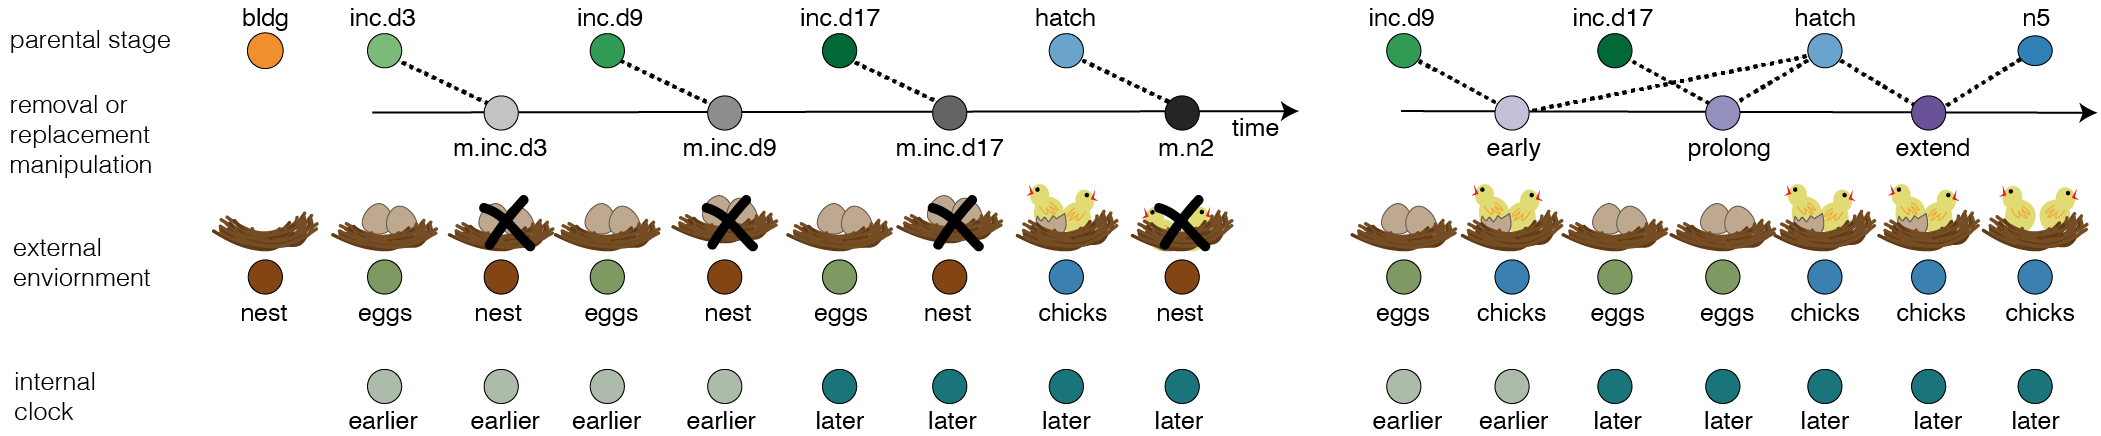 bldg inc.d3 inc.d9 inc.d17 hatch inc.d9 inc.d17 hatch n5
parental stage
removal or
replacement
manipulation
time
m.inc.d3 m.inc.d9 m.inc.d17 m.n2 early prolong extend
external
enviornment
nest eggs nest eggs nest eggs nest chicks nest eggs chicks eggs eggs chicks chicks chicks
internal
clock
earlier earlier earlier earlier later later later later earlier earlier later later later later later